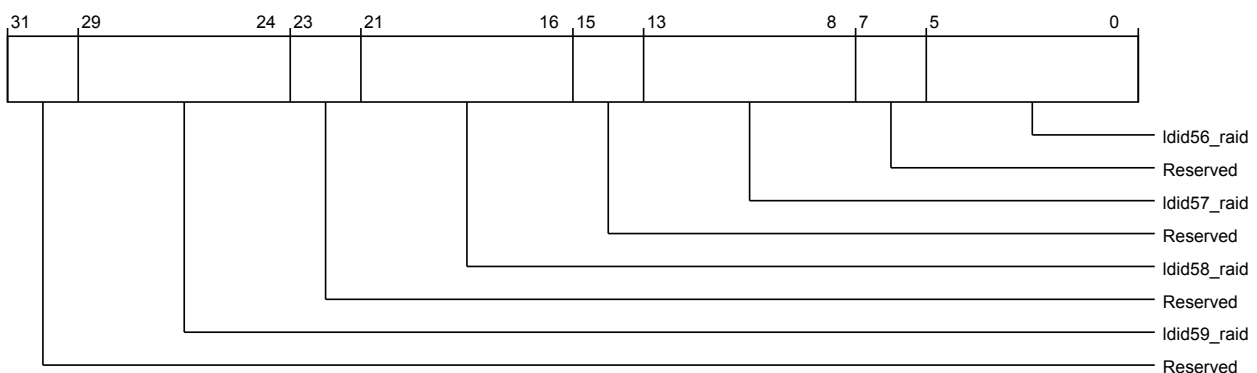 31 29 24 23 21 16 15 13 8 7 5 0
ldid56_raid
Reserved
ldid57_raid
Reserved
ldid58_raid
Reserved
ldid59_raid
Reserved